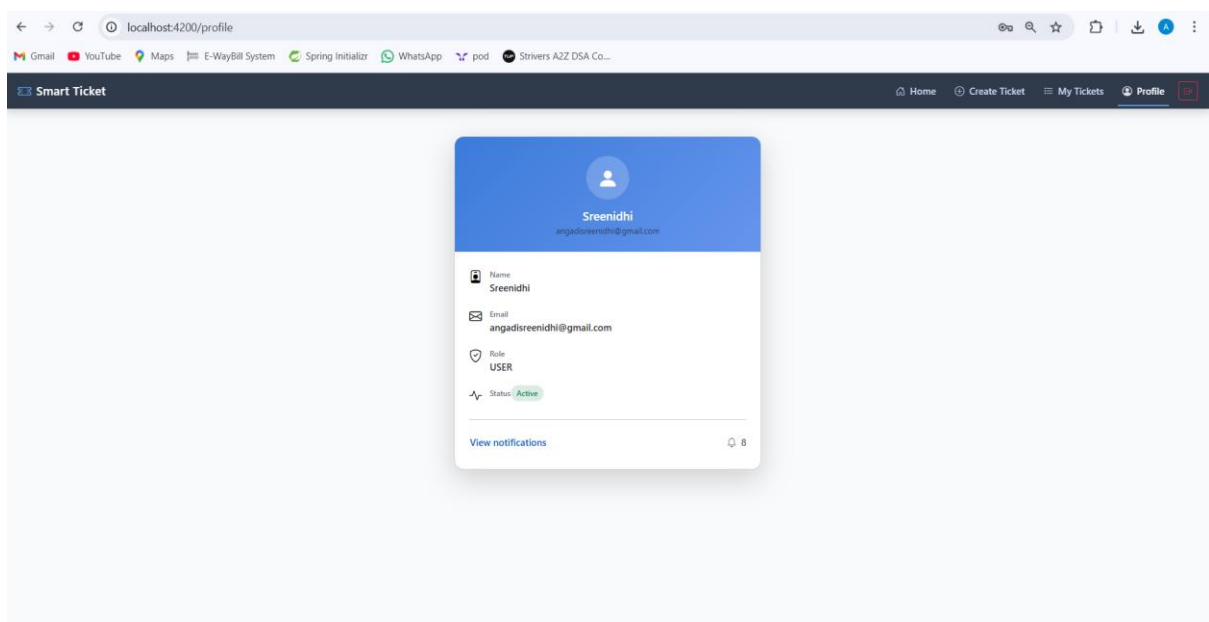 localhost:4200/profile
A
Gmail YouTube Maps E-WayBill System Spring Initializr WhatsApp pod Strivers A2Z DSA Co...
Smart Ticket Home Create Ticket My Tickets Profile
Sreenidhi
angadisreenidhi@gmail.com
Name
Sreenidhi
Email
angadisreenidhi@gmail.com
Role
USER
Status Active
View notifications 8